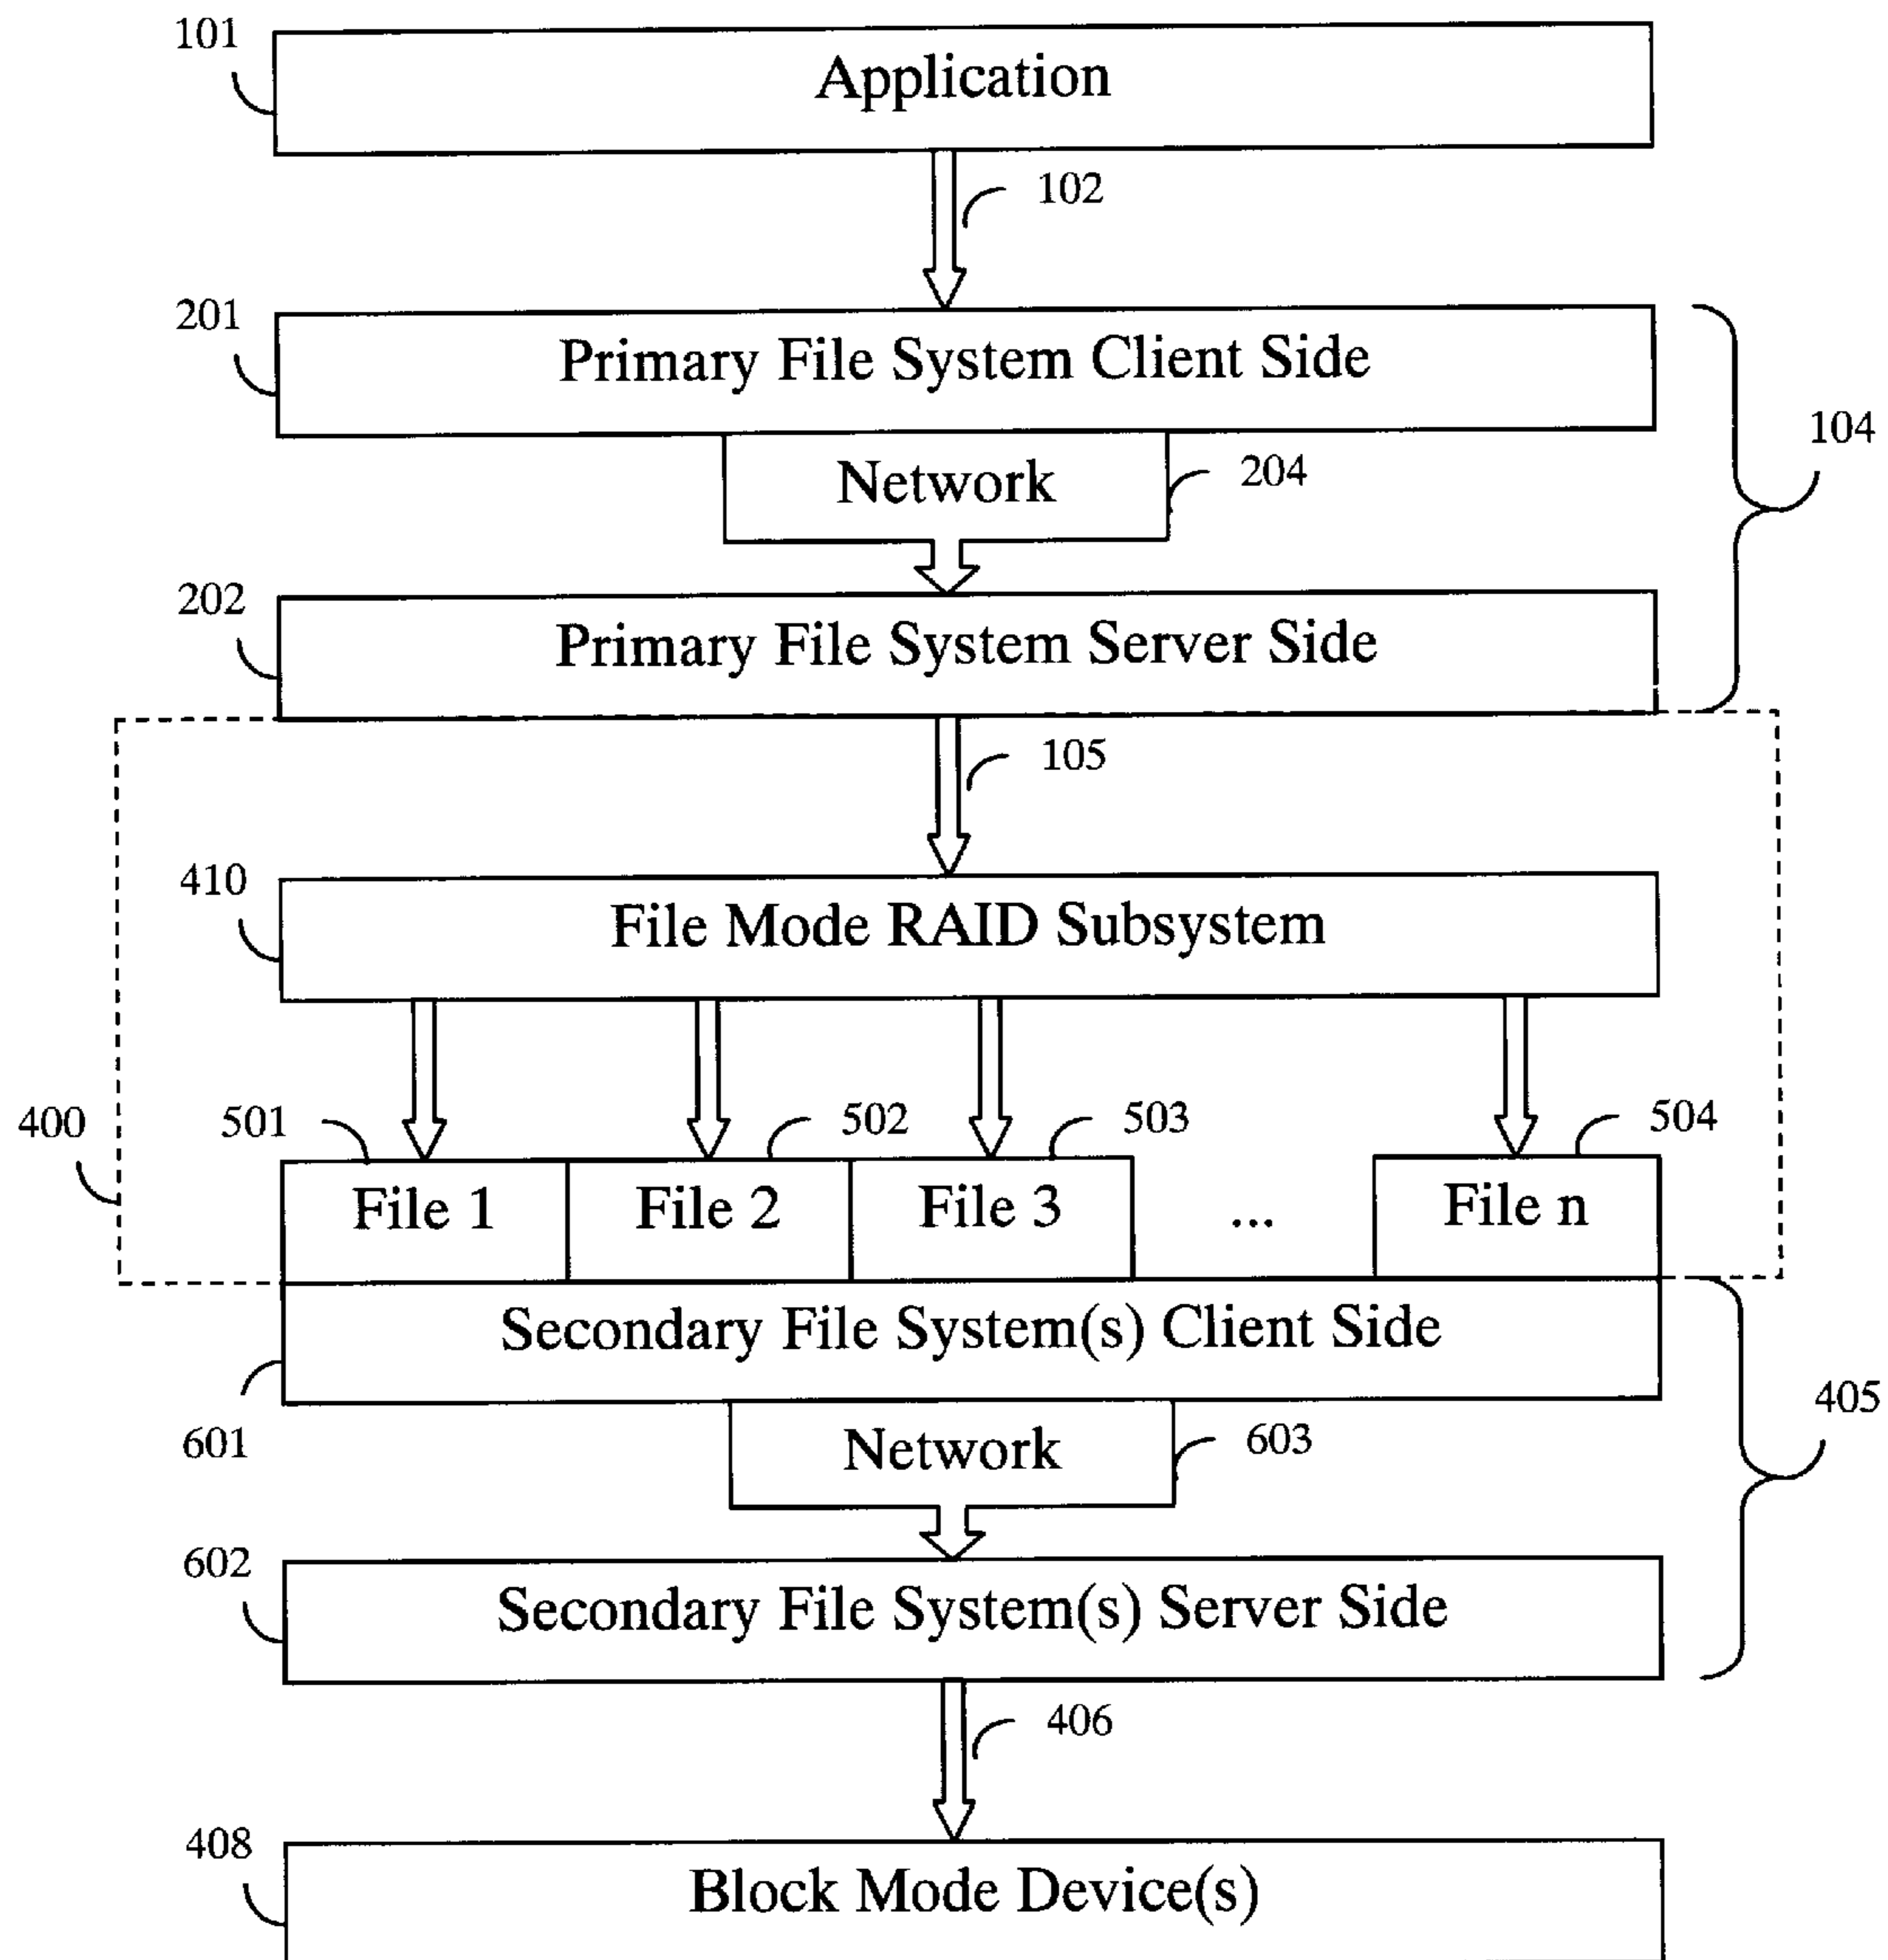 101
Application
102
201
Primary File System Client Side
104
Network
204
202
Primary File System Server Side
105
410
File Mode RAID Subsystem
400
501
502
503
504
File 1
File 2
File 3
...
File n
Secondary File System(s) Client Side
405
601
Network
603
602
Secondary File System(s) Server Side
406
408
Block Mode Device(s)